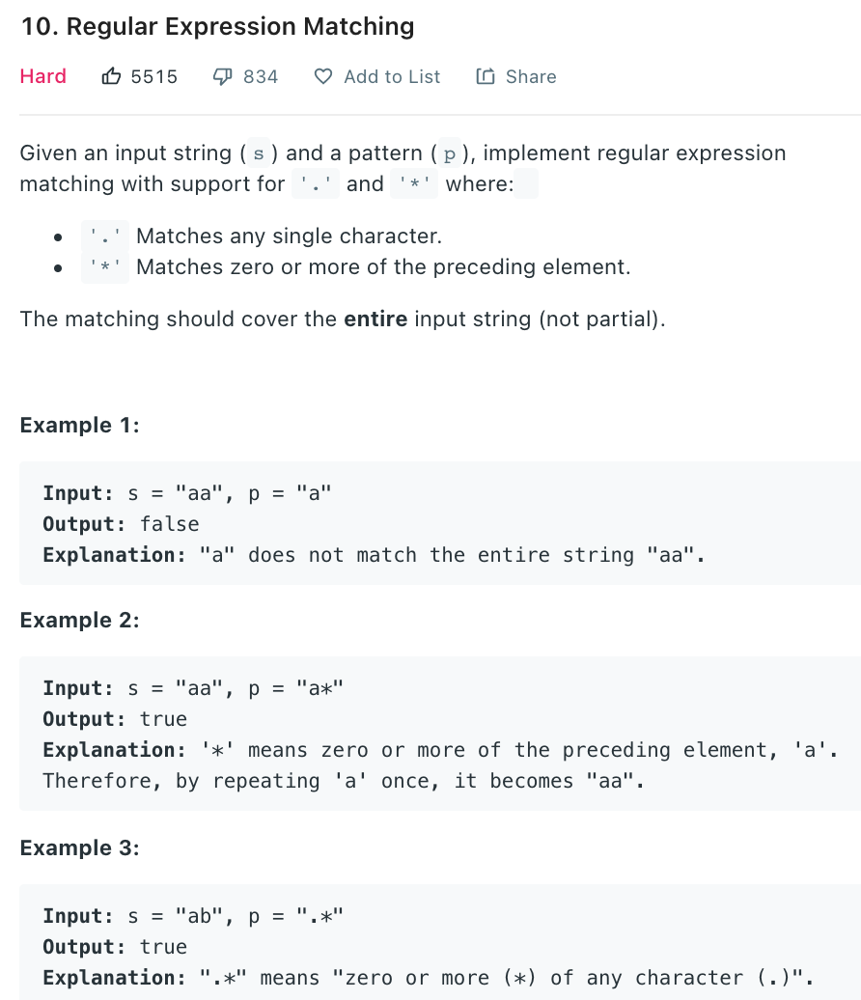 10. Regular Expression Matching
Hard 5515 834 Add to List Share
Given an input string ( s ) and a pattern ( p ), implement regular expression
matching with support for '.' and '*' where:
• '.' Matches any single character.
• '*' Matches zero or more of the preceding element.
The matching should cover the entire input string (not partial).
Example 1:
Input: s = "aa", p = "a"
Output: false
Explanation: "a" does not match the entire string "aa".
Example 2:
Input: s = "aa", p = "a*"
Output: true
Explanation: '*' means zero or more of the preceding element, 'a'.
Therefore, by repeating 'a' once, it becomes "aa".
Example 3:
Input: s = "ab", p = ".*"
Output: true
Explanation: ".*" means "zero or more (*) of any character (.)".